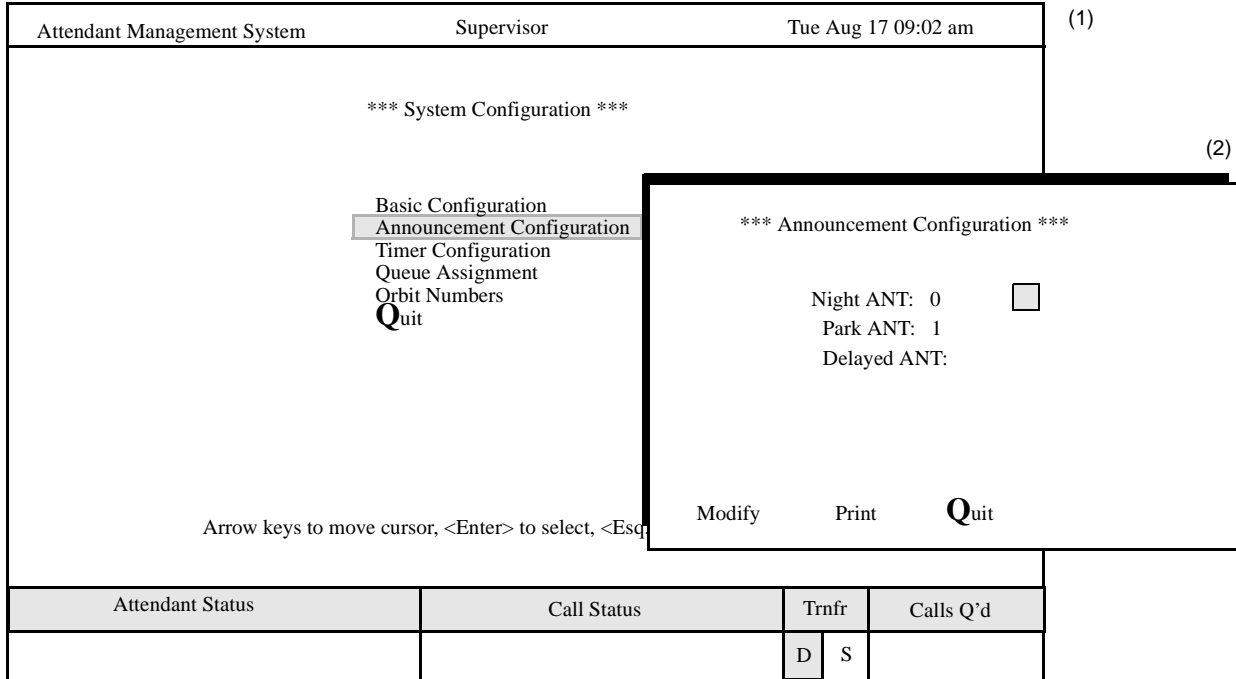 Attendant Management System Supervisor Tue Aug 17 09:02 am
(1)
*** System Configuration ***
(2)
Basic Configuration
Announcement Configuration
Timer Configuration
Queue Assignment
Orbit Numbers
Quit
*** Announcement Configuration ***
Night ANT: 0
Park ANT: 1
Delayed ANT:
Modify Print Quit
Arrow keys to move cursor, <Enter> to select, <Esq
Attendant Status Call Status Trnfr Calls Q’d
D S